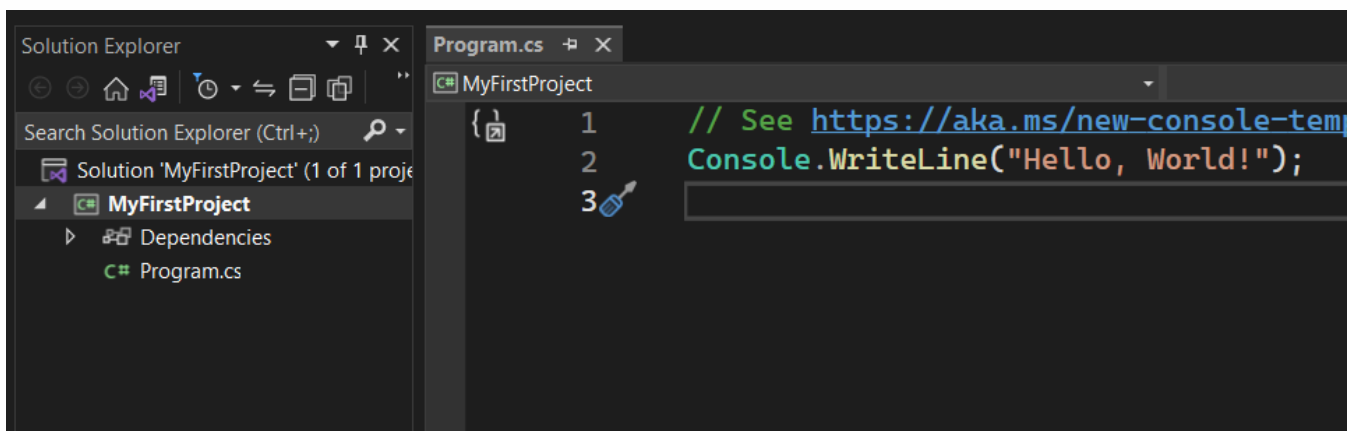 Solution Explorer
Search Solution Explorer (Ctrl+;)
Solution 'MyFirstProject' (1 of 1 proje
C# MyFirstProject
Dependencies
C# Program.cs
Program.cs
C# MyFirstProject
1 // See https://aka.ms/new-console-temp
2 Console.WriteLine("Hello, World!");
3